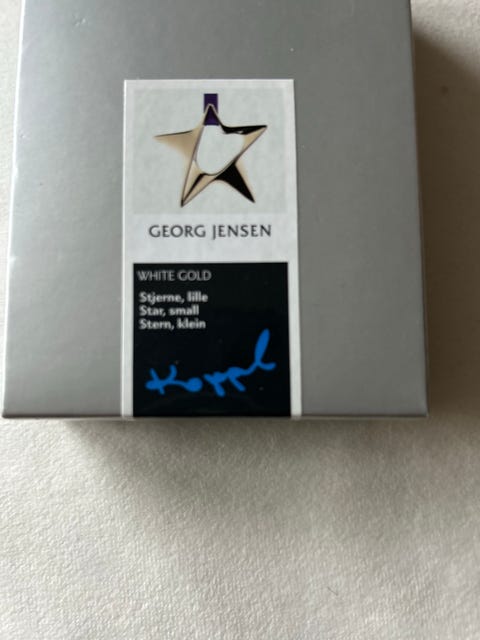 GEORG JENSEN
WHITE GOLD
Stjerne, lille
Star, small
Stern, klein
Koppel